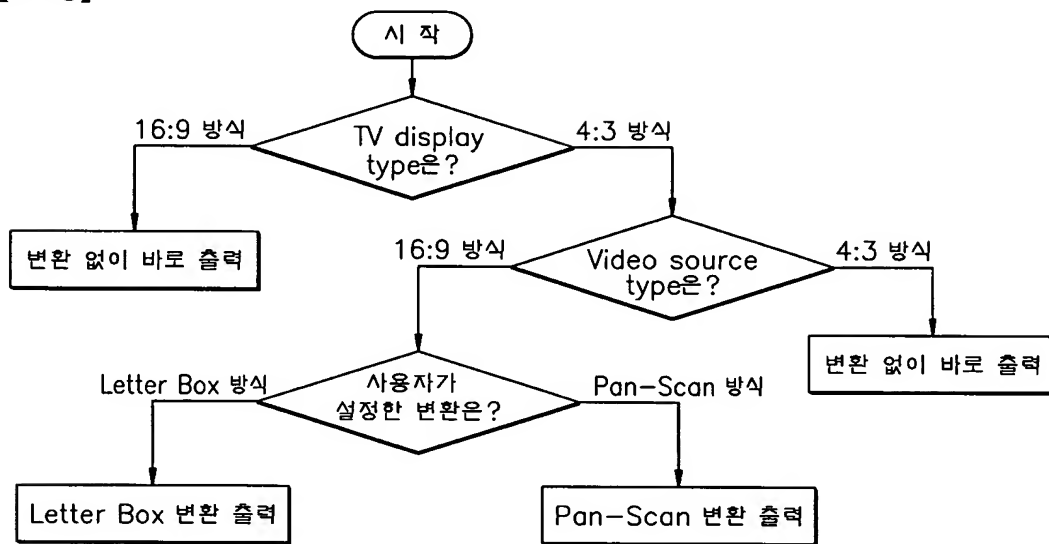 시 작
16:9 방식
TV display
type은?
4:3 방식
변환 없이 바로 출력
16:9 방식
Video source
type은?
4:3 방식
변환 없이 바로 출력
Letter Box 방식
사용자가
설정한 변환은?
Pan-Scan 방식
Letter Box 변환 출력
Pan-Scan 변환 출력